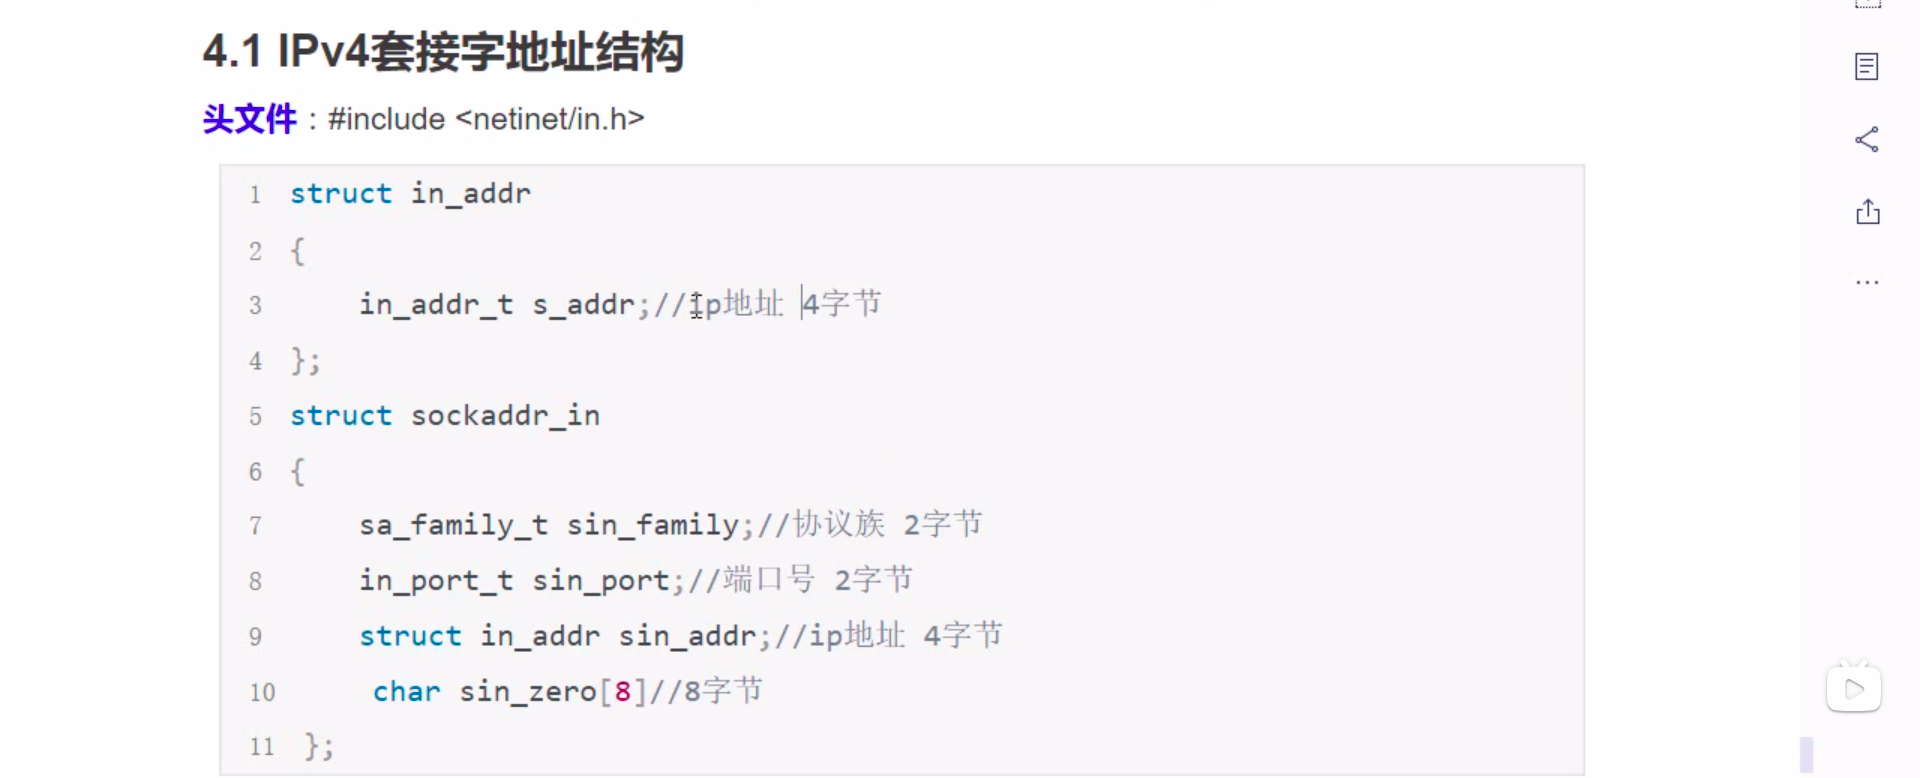 4.1 IPv4套接字地址结构
头文件：#include <netinet/in.h>
1 struct in_addr
2 {
3 in_addr_t s_addr;//ip地址 4字节
4 };
5 struct sockaddr_in
6 {
7 sa_family_t sin_family;//协议族 2字节
8 in_port_t sin_port;//端口号 2字节
9 struct in_addr sin_addr;//ip地址 4字节
10 char sin_zero[8]//8字节
11 };